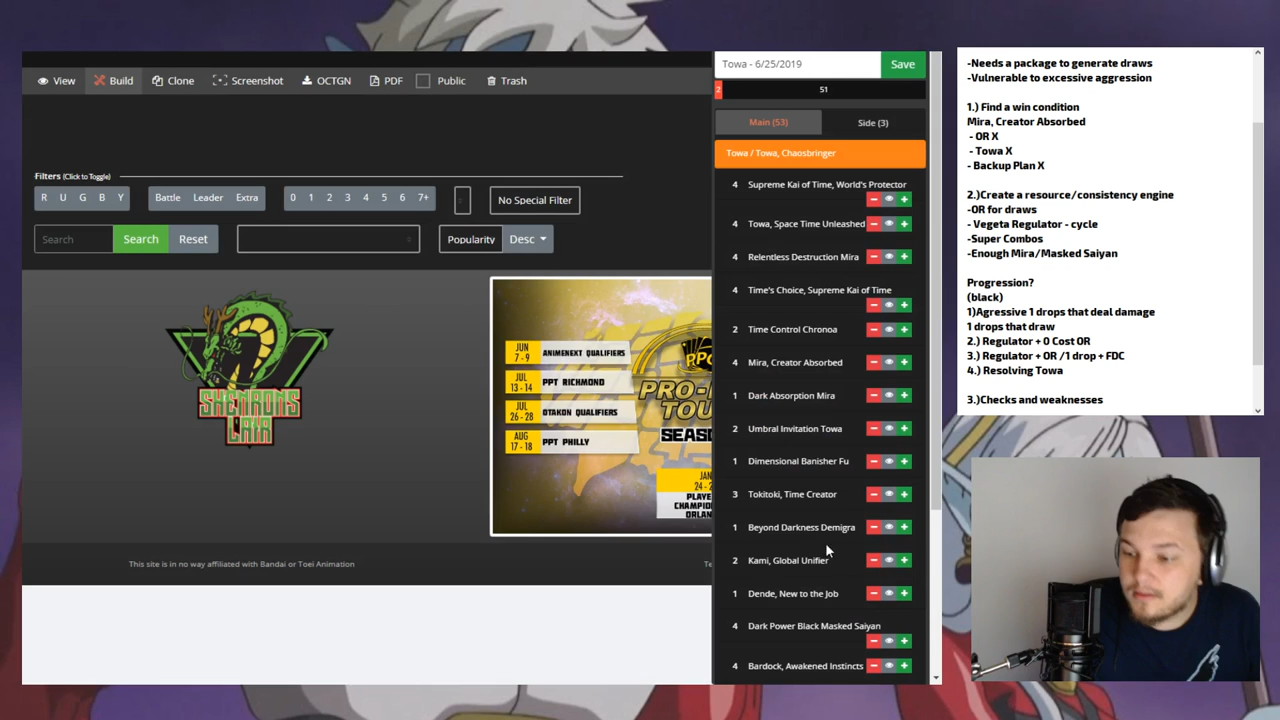 View Build Clone Screenshot OCTGN PDF Public Trash
Filters (Click to Toggle)
R U G B Y Battle Leader Extra 0 1 2 3 4 5 6 7+ No Special Filter
Search Search Reset Popularity Desc
SHENRONS
LAIR
JUN
7-9 ANIMENEXT QUALIFIERS
JUL
13-14 PPT RICHMOND
JUL
26-28 OTAKON QUALIFIERS
AUG
17-18 PPT PHILLY
This site is in no way affiliated with Bandai or Toei Animation
Towa - 6/25/2019 Save
2 51
Main (53) Side (3)
Towa / Towa, Chaosbringer
4 Supreme Kai of Time, World's Protector
4 Towa, Space Time Unleashed
4 Relentless Destruction Mira
4 Time's Choice, Supreme Kai of Time
2 Time Control Chronoa
4 Mira, Creator Absorbed
1 Dark Absorption Mira
2 Umbral Invitation Towa
1 Dimensional Banisher Fu
3 Tokitoki, Time Creator
1 Beyond Darkness Demigra
2 Kami, Global Unifier
1 Dende, New to the Job
4 Dark Power Black Masked Saiyan
4 Bardock, Awakened Instincts
-Needs a package to generate draws
-Vulnerable to excessive aggression
1.) Find a win condition
Mira, Creator Absorbed
- OR X
- Towa X
- Backup Plan X
2.)Create a resource/consistency engine
-OR for draws
- Vegeta Regulator - cycle
-Super Combos
-Enough Mira/Masked Saiyan
Progression?
(black)
1)Agressive 1 drops that deal damage
1 drops that draw
2.) Regulator + 0 Cost OR
3.) Regulator + OR /1 drop + FDC
4.) Resolving Towa
3.)Checks and weaknesses